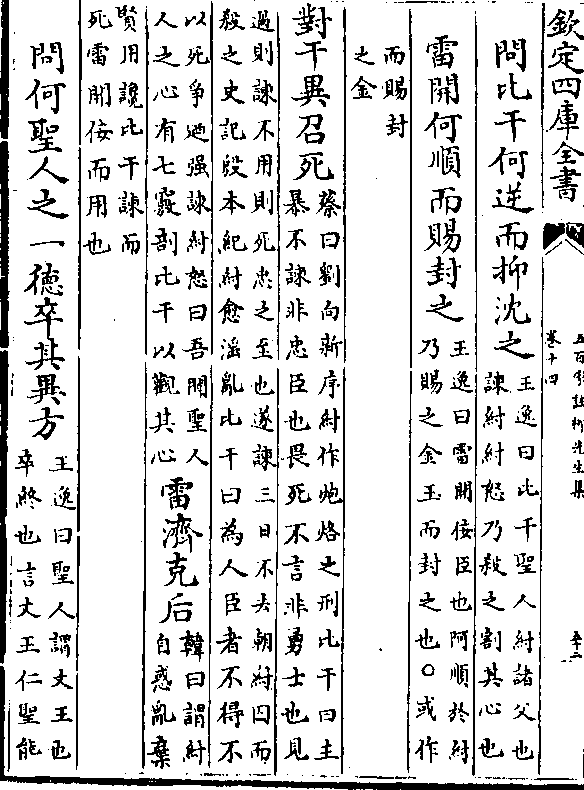 欽定四庫全書
五百家註柳先生集
卷十四
問比干何逆而抑沈之
王逸曰比干聖人紂諸父也
諫紂紂怒乃殺之割其心也
雷開何順而賜封之
王逸曰雷開佞臣也阿順於紂
乃賜之金玉而封之也○或作
而賜封
之金
對干異召死
蔡曰劉向新序紂作炮烙之刑比干曰主
暴不諫非忠臣也畏死不言非勇士也見
過則諫不用則死忠之至也遂諫三日不去朝紂囚而
殺之史記殷本紀紂愈淫亂比干曰為人臣者不得不
以死爭迺强諫紂怒曰吾聞聖人
人之心有七竅剖比干以觀其心
雷濟克后
韓曰謂紂
自惑亂棄
賢用讒比干諫而
死雷開佞而用也
問何聖人之一德卒其異方
王逸曰聖人謂文王也
卒終也言文王仁聖能